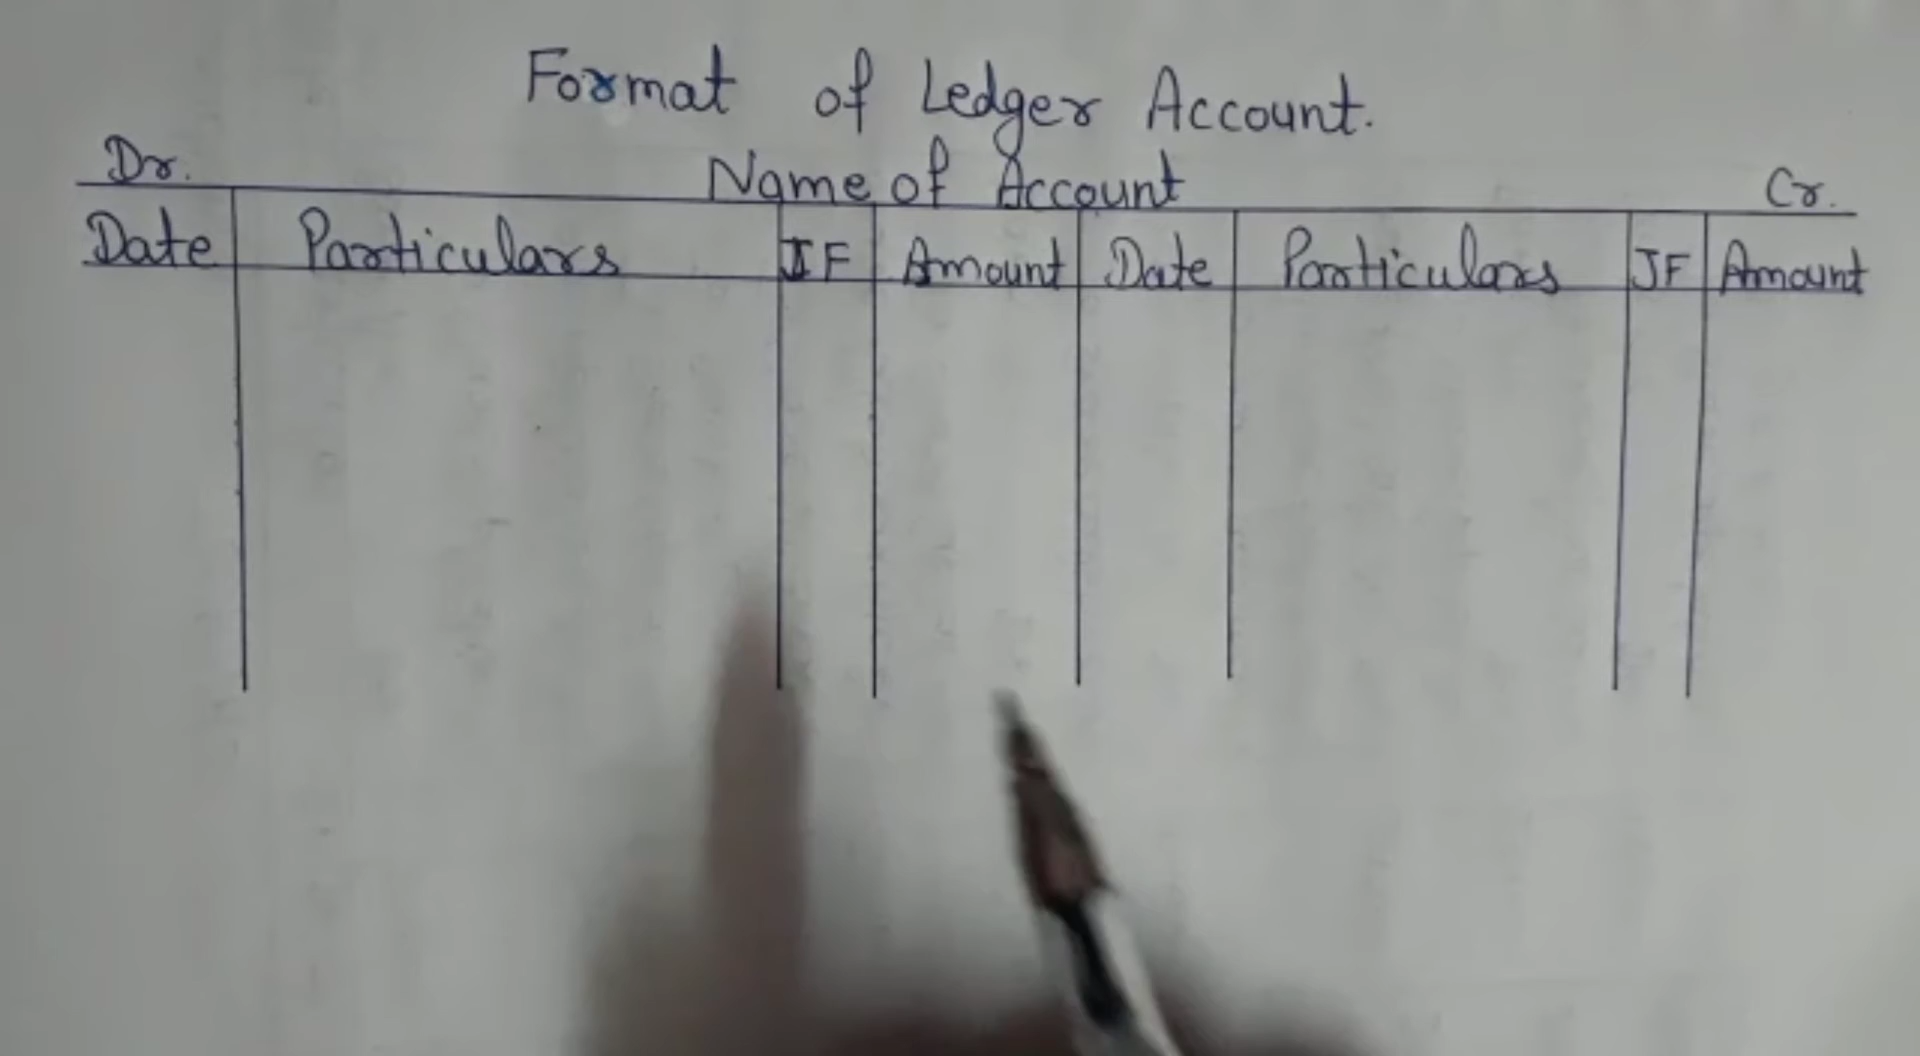 Format of Ledger Account.
Dr. Name of Account Cr.
Date Particulars JF Amount Date Particulars JF Amount